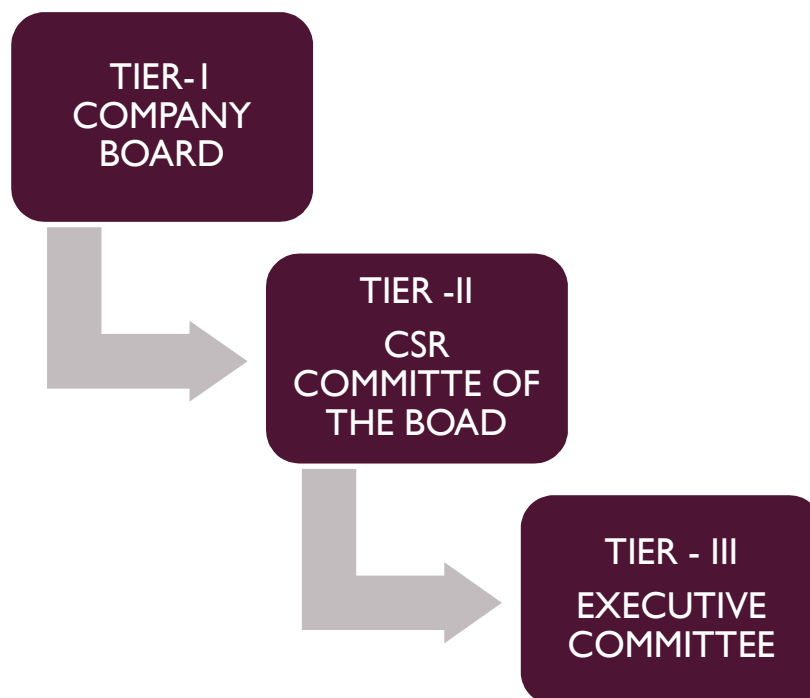 TIER-I
COMPANY
BOARD
TIER -II
CSR
COMMITTE OF
THE BOAD
TIER - III
EXECUTIVE
COMMITTEE